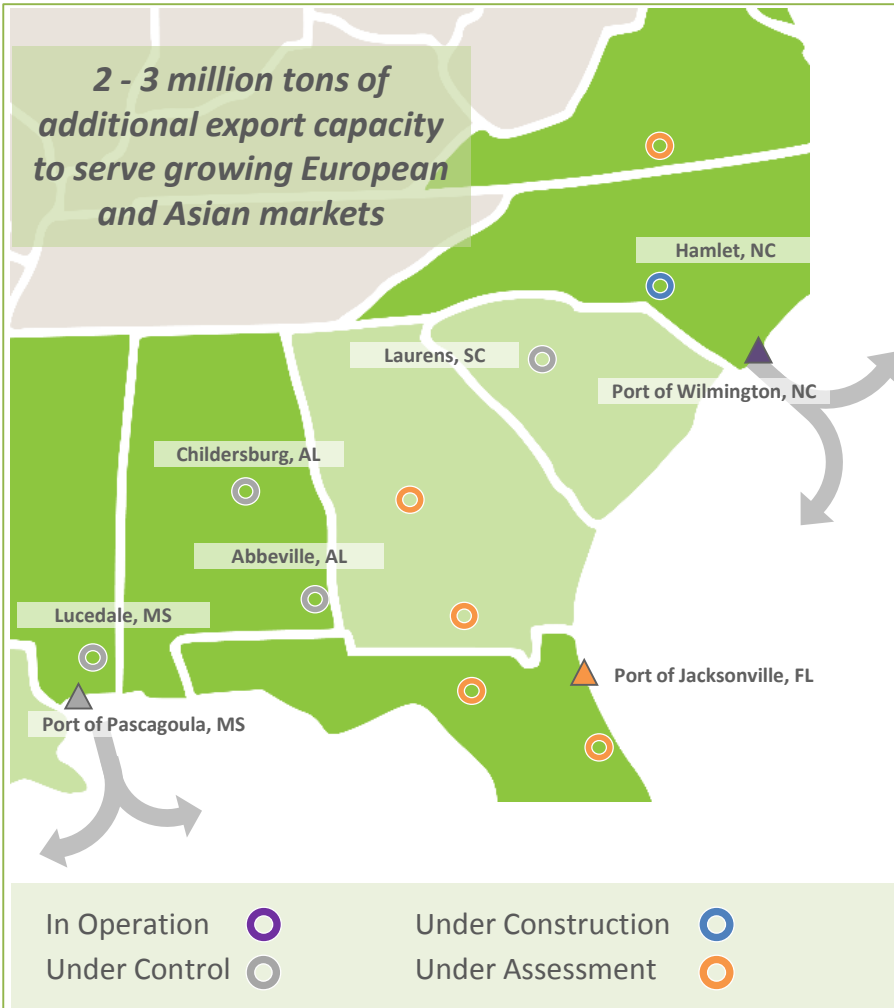 2 - 3 million tons of
additional export capacity
to serve growing European
and Asian markets
Hamlet, NC
Laurens, SC
Port of Wilmington, NC
Childersburg, AL
Abbeville, AL
Lucedale, MS
Port of Jacksonville, FL
Port of Pascagoula, MS
In Operation
Under Construction
Under Control
Under Assessment